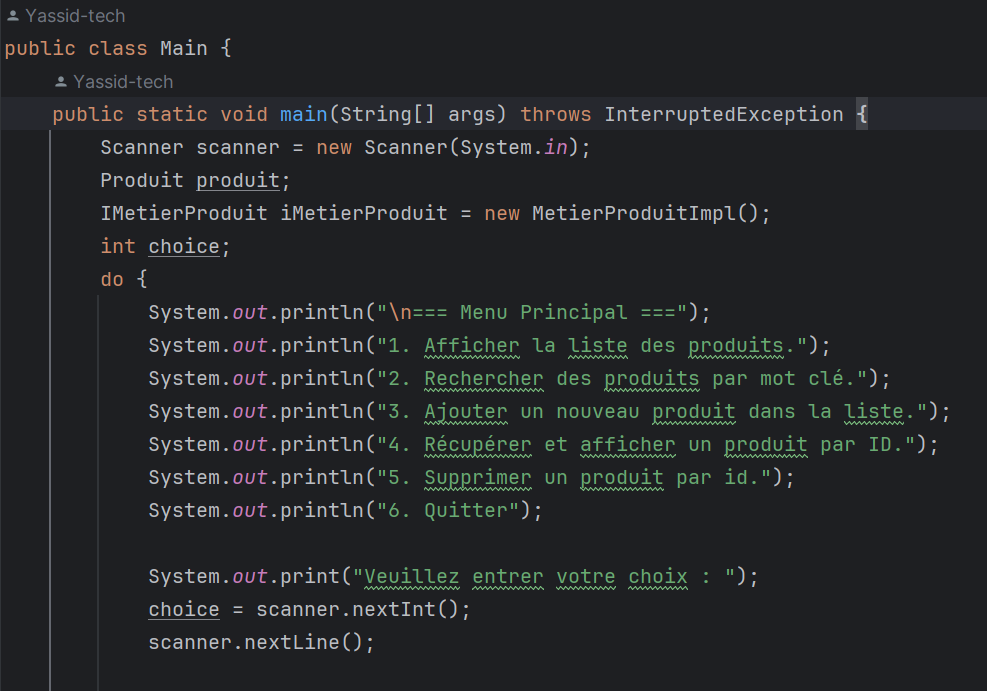 Yassid-tech
public class Main {
Yassid-tech
public static void main(String[] args) throws InterruptedException {
Scanner scanner = new Scanner(System.in);
Produit produit;
IMetierProduit iMetierProduit = new MetierProduitImpl();
int choice;
do {
System.out.println("\n=== Menu Principal ===");
System.out.println("1. Afficher la liste des produits.");
System.out.println("2. Rechercher des produits par mot clé.");
System.out.println("3. Ajouter un nouveau produit dans la liste.");
System.out.println("4. Récupérer et afficher un produit par ID.");
System.out.println("5. Supprimer un produit par id.");
System.out.println("6. Quitter");
System.out.print("Veuillez entrer votre choix : ");
choice = scanner.nextInt();
scanner.nextLine();